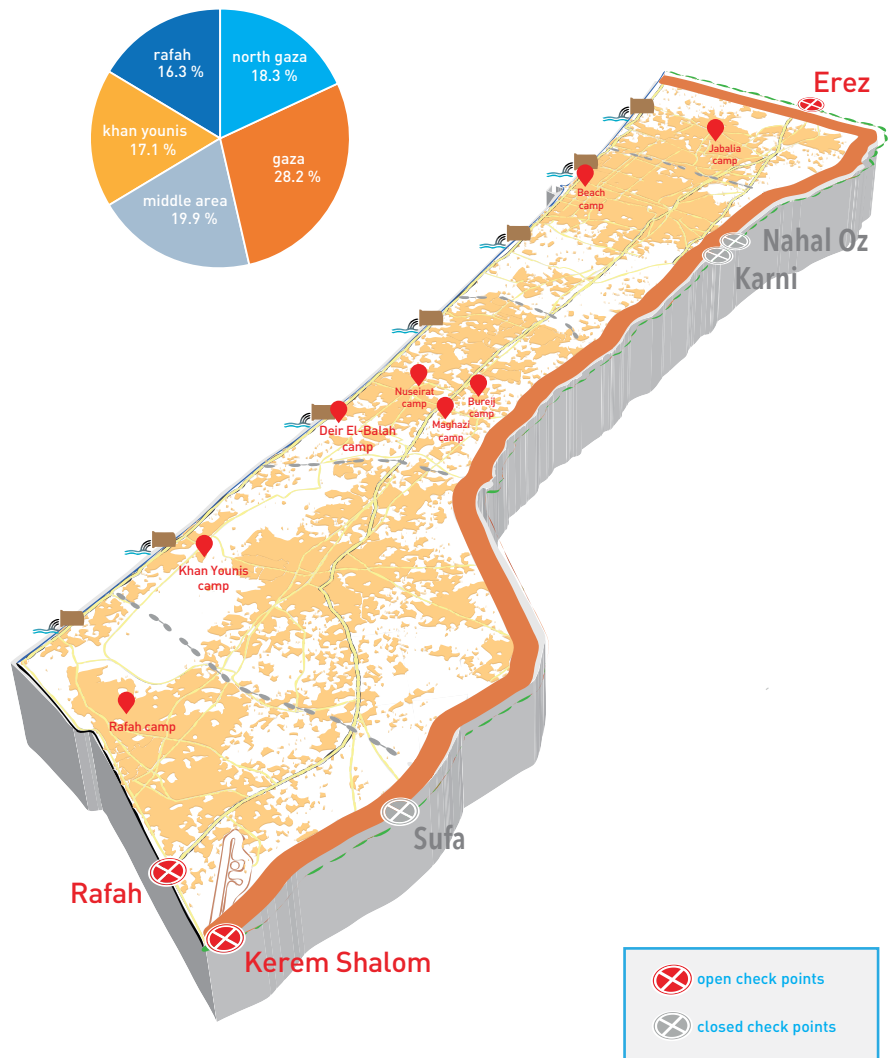 rafah
16.3 %
north gaza
18.3 %
khan younis
17.1 %
gaza
28.2 %
middle area
19.9 %
Erez
Jabalia
camp
Beach
camp
Nahal Oz
Karni
Nuseirat
camp
Bureij
camp
Maghazi
camp
Deir El-Balah
camp
Khan Younis
camp
Rafah camp
Sufa
Rafah
Kerem Shalom
open check points
closed check points